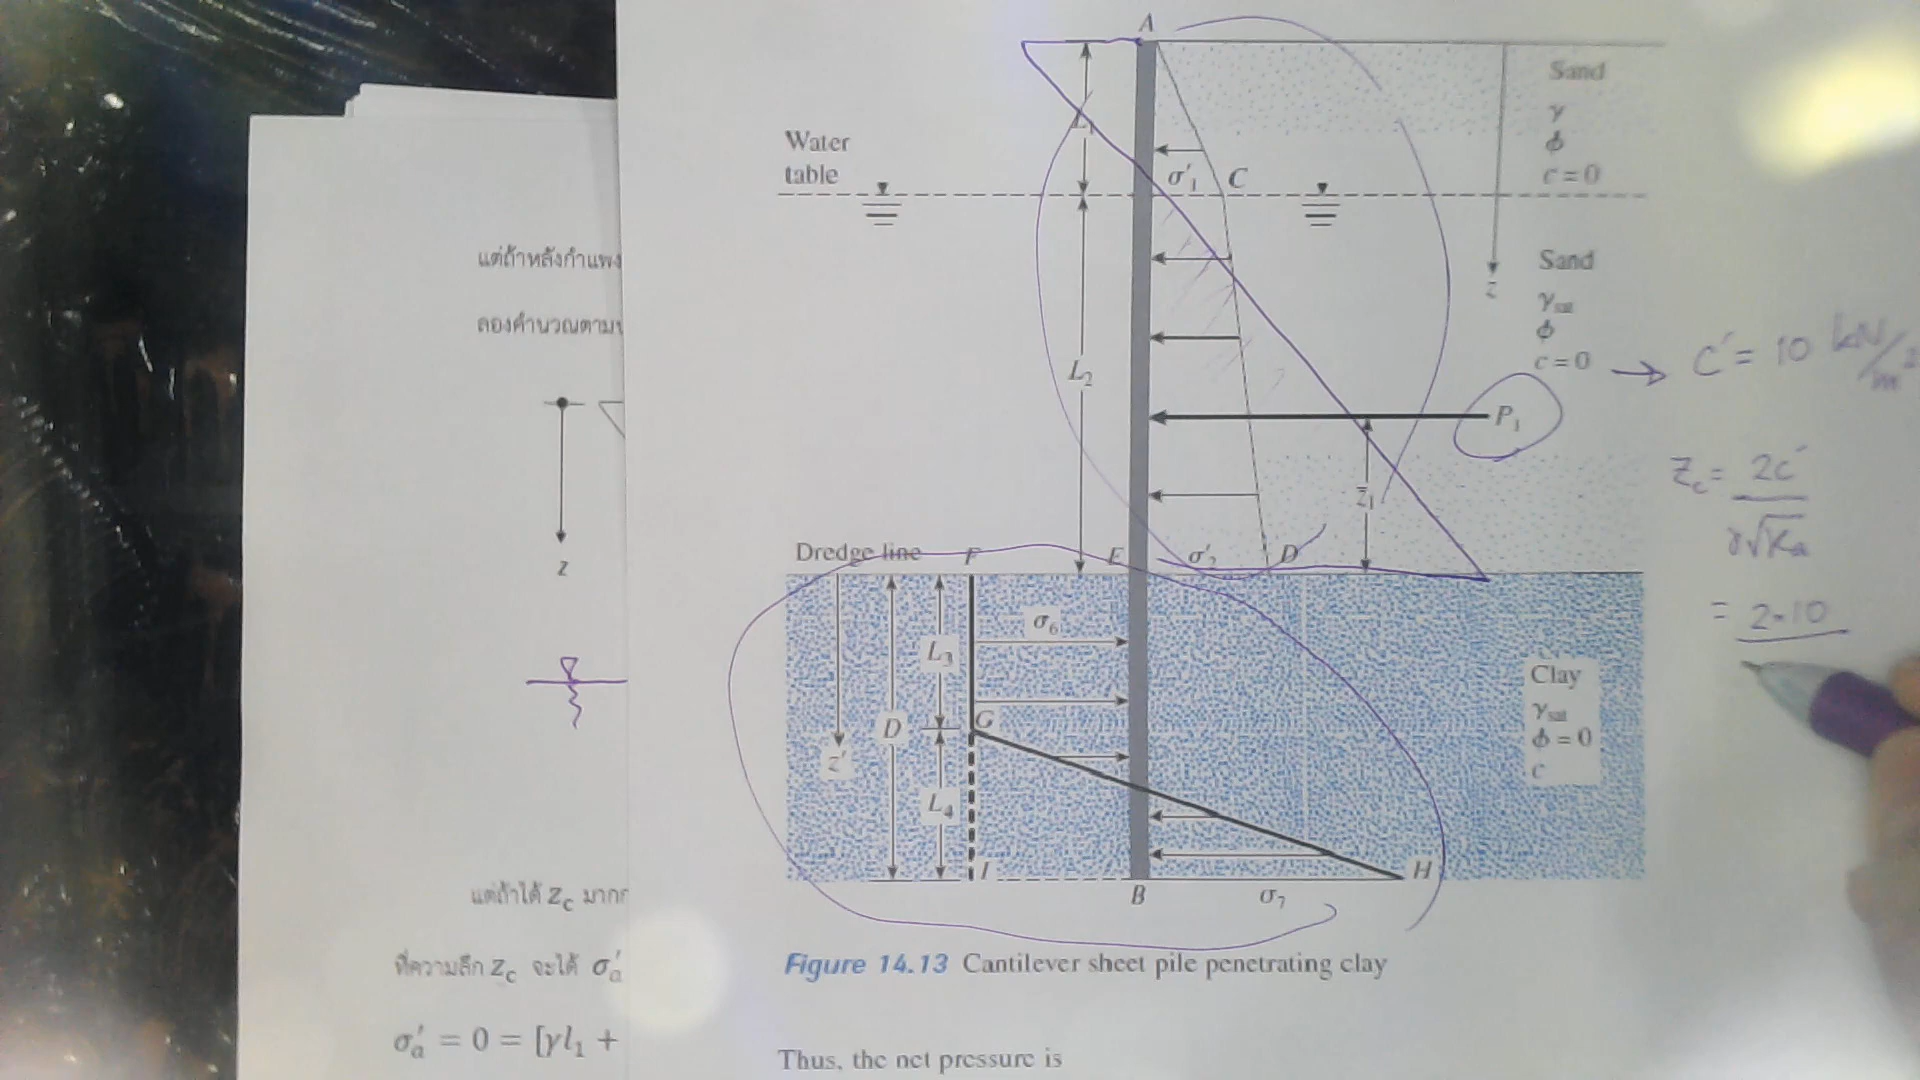 A
Sand
γ
ϕ
c = 0
L₁
Water
table
σ′₁
C
แต่ถ้าหลังกำแพง
Sand
γsat
ϕ
c = 0
→ C′ = 10 kN/m²
z
ลองคำนวณตาม
L₂
P₁
Zc = 2c′ / γ√Ka
z̄₁
= 2·10
Dredge line
F
E
σ′₂
D
z
σ₆
L₃
Clay
γsat
ϕ = 0
c
G
D
z′
L₄
I
H
B
σ₇
แต่ถ้าได้ Zc
ที่ความลึก Zc จะได้ σ′a
Figure 14.13 Cantilever sheet pile penetrating clay
σ′a = 0 = [γl₁ +
Thus, the net pressure is